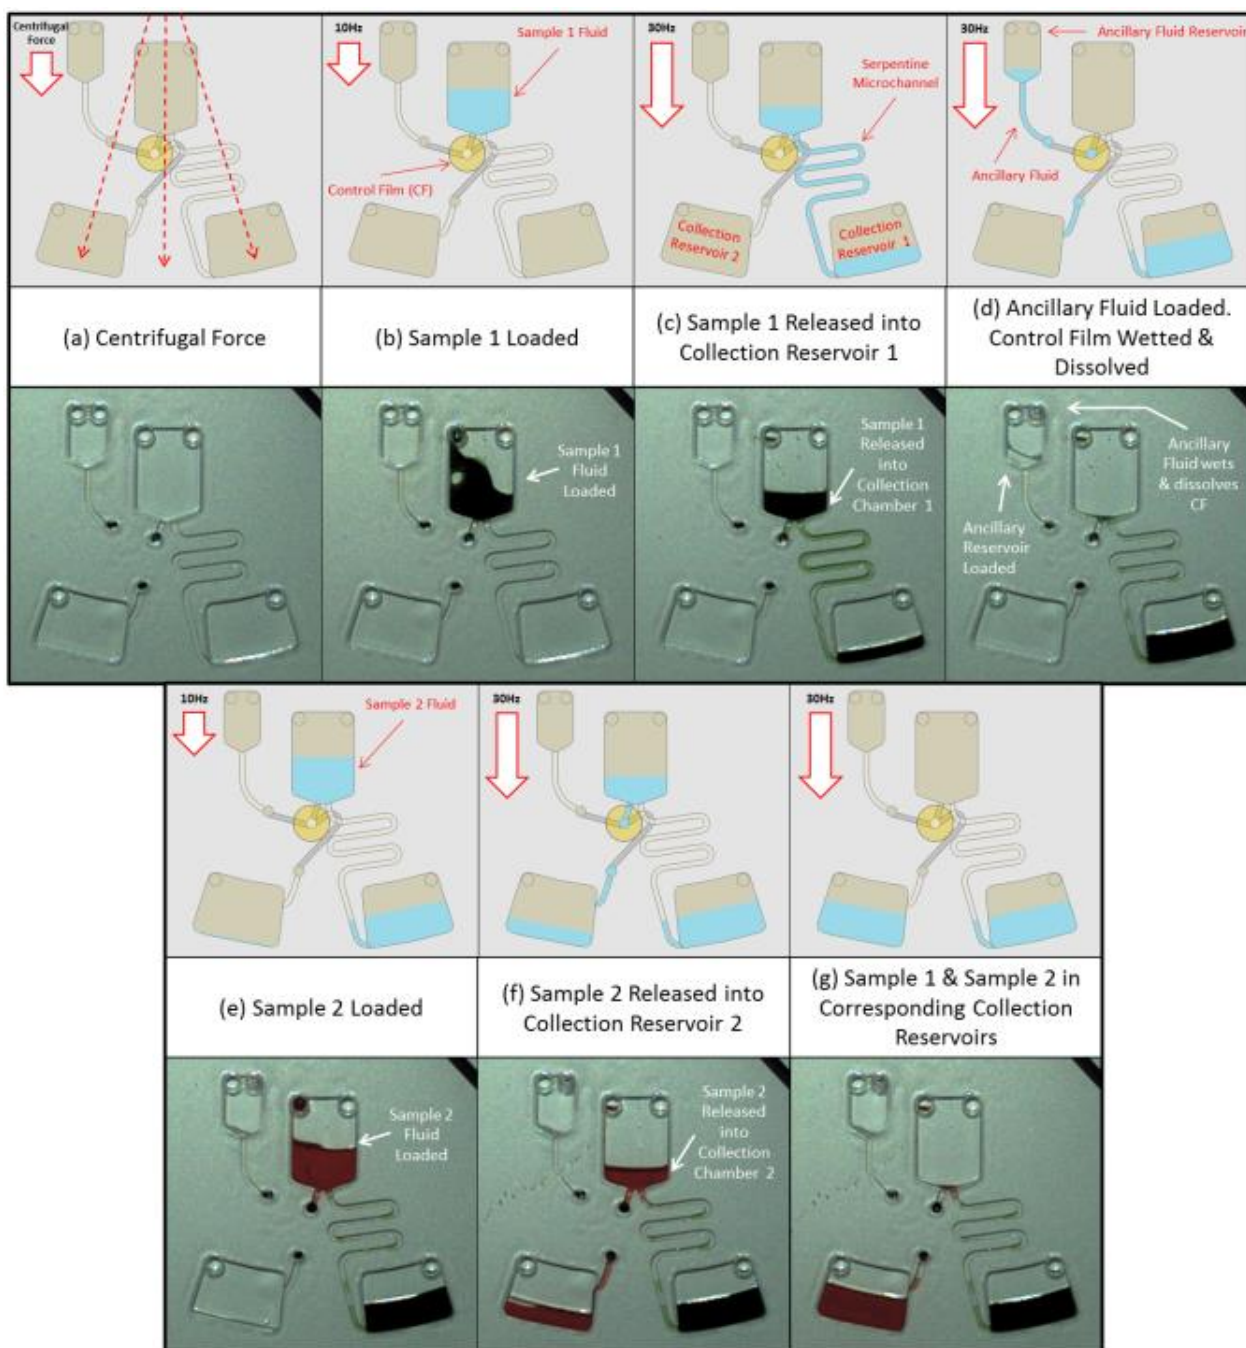 Centrifugal
Force
10Hz
Sample 1 Fluid
Control Film (CF)
30Hz
Serpentine
Microchannel
Collection
Reservoir 2
Collection
Reservoir 1
30Hz
Ancillary Fluid Reservoir
Ancillary Fluid
(a) Centrifugal Force
(b) Sample 1 Loaded
(c) Sample 1 Released into
Collection Reservoir 1
(d) Ancillary Fluid Loaded.
Control Film Wetted &
Dissolved
Sample 1
Fluid
Loaded
Sample 1
Released
into
Collection
Chamber 1
Ancillary
Fluid wets
& dissolves
CF
Ancillary
Reservoir
Loaded
10Hz
Sample 2 Fluid
30Hz
30Hz
(e) Sample 2 Loaded
(f) Sample 2 Released into
Collection Reservoir 2
(g) Sample 1 & Sample 2 in
Corresponding Collection
Reservoirs
Sample 2
Fluid
Loaded
Sample 2
Released
into
Collection
Chamber 2